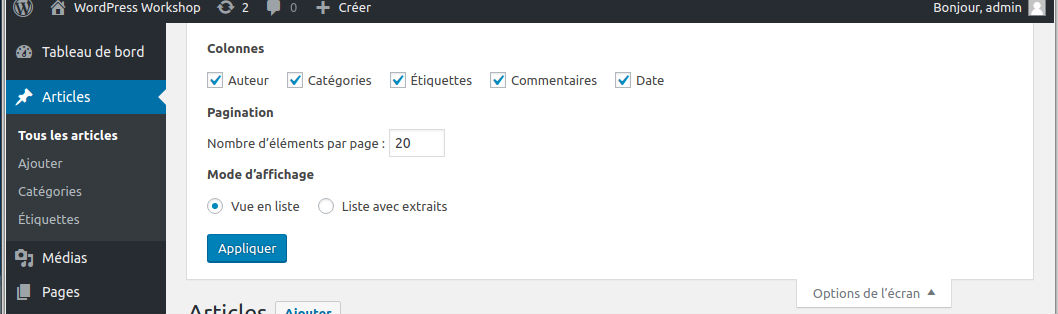 WordPress Workshop 2 0 Créer Bonjour, admin
Tableau de bord
Articles
Tous les articles
Ajouter
Catégories
Étiquettes
Médias
Pages
Colonnes
Auteur Catégories Étiquettes Commentaires Date
Pagination
Nombre d'éléments par page : 20
Mode d'affichage
Vue en liste Liste avec extraits
Appliquer
Options de l'écran
Articles Ajouter